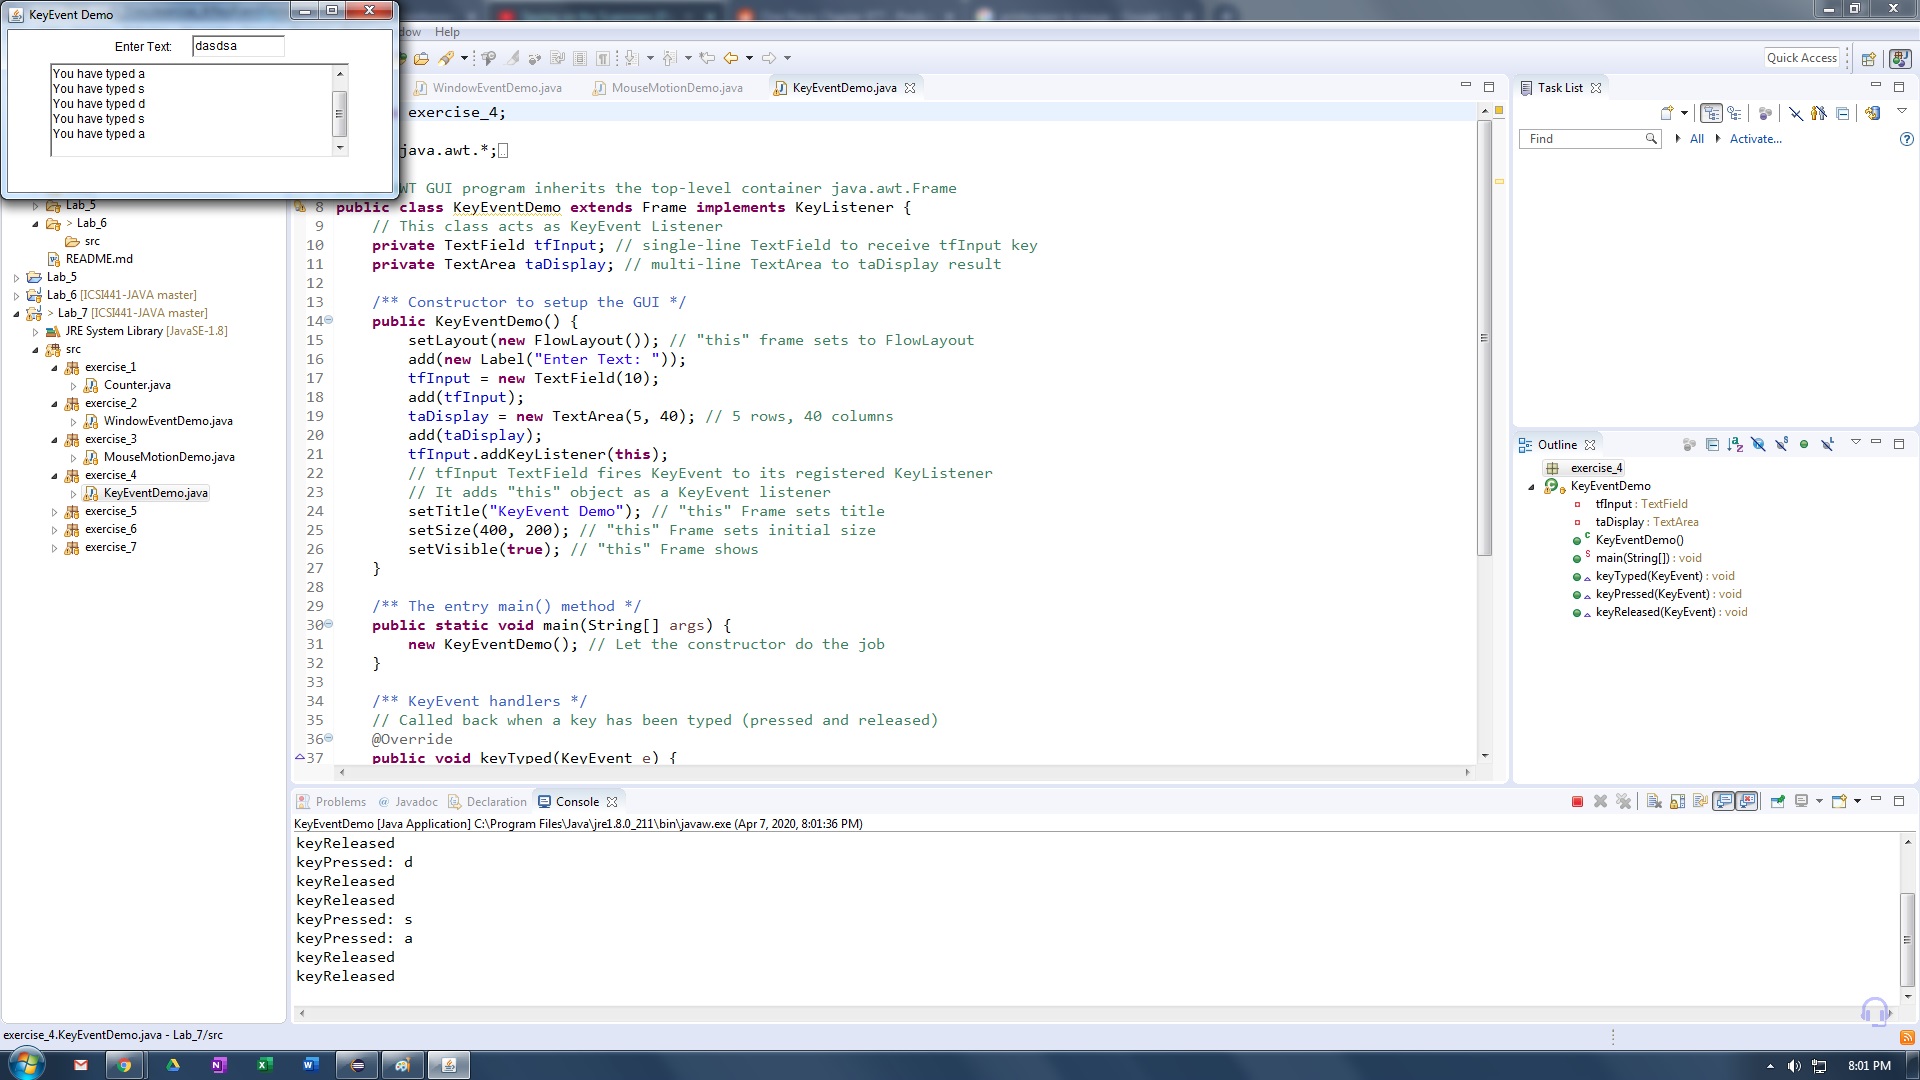 KeyEvent Demo
Enter Text:
dasdsa
You have typed a
You have typed s
You have typed d
You have typed s
You have typed a
dow Help
Quick Access
WindowEventDemo.java
MouseMotionDemo.java
KeyEventDemo.java
exercise_4;
java.awt.*;
WT GUI program inherits the top-level container java.awt.Frame
8 public class KeyEventDemo extends Frame implements KeyListener {
9 // This class acts as KeyEvent Listener
10 private TextField tfInput; // single-line TextField to receive tfInput key
11 private TextArea taDisplay; // multi-line TextArea to taDisplay result
12
13 /** Constructor to setup the GUI */
14 public KeyEventDemo() {
15 setLayout(new FlowLayout()); // "this" frame sets to FlowLayout
16 add(new Label("Enter Text: "));
17 tfInput = new TextField(10);
18 add(tfInput);
19 taDisplay = new TextArea(5, 40); // 5 rows, 40 columns
20 add(taDisplay);
21 tfInput.addKeyListener(this);
22 // tfInput TextField fires KeyEvent to its registered KeyListener
23 // It adds "this" object as a KeyEvent listener
24 setTitle("KeyEvent Demo"); // "this" Frame sets title
25 setSize(400, 200); // "this" Frame sets initial size
26 setVisible(true); // "this" Frame shows
27 }
28
29 /** The entry main() method */
30 public static void main(String[] args) {
31 new KeyEventDemo(); // Let the constructor do the job
32 }
33
34 /** KeyEvent handlers */
35 // Called back when a key has been typed (pressed and released)
36 @Override
37 public void keyTyped(KeyEvent e) {
Lab_5
> Lab_6
src
README.md
Lab_5
Lab_6 [ICSI441-JAVA master]
> Lab_7 [ICSI441-JAVA master]
JRE System Library [JavaSE-1.8]
src
exercise_1
Counter.java
exercise_2
WindowEventDemo.java
exercise_3
MouseMotionDemo.java
exercise_4
KeyEventDemo.java
exercise_5
exercise_6
exercise_7
Task List
Find
All
Activate...
Outline
exercise_4
KeyEventDemo
tfInput : TextField
taDisplay : TextArea
KeyEventDemo()
main(String[]) : void
keyTyped(KeyEvent) : void
keyPressed(KeyEvent) : void
keyReleased(KeyEvent) : void
Problems
@ Javadoc
Declaration
Console
KeyEventDemo [Java Application] C:\Program Files\Java\jre1.8.0_211\bin\javaw.exe (Apr 7, 2020, 8:01:36 PM)
keyReleased
keyPressed: d
keyReleased
keyReleased
keyPressed: s
keyPressed: a
keyReleased
keyReleased
exercise_4.KeyEventDemo.java - Lab_7/src
8:01 PM